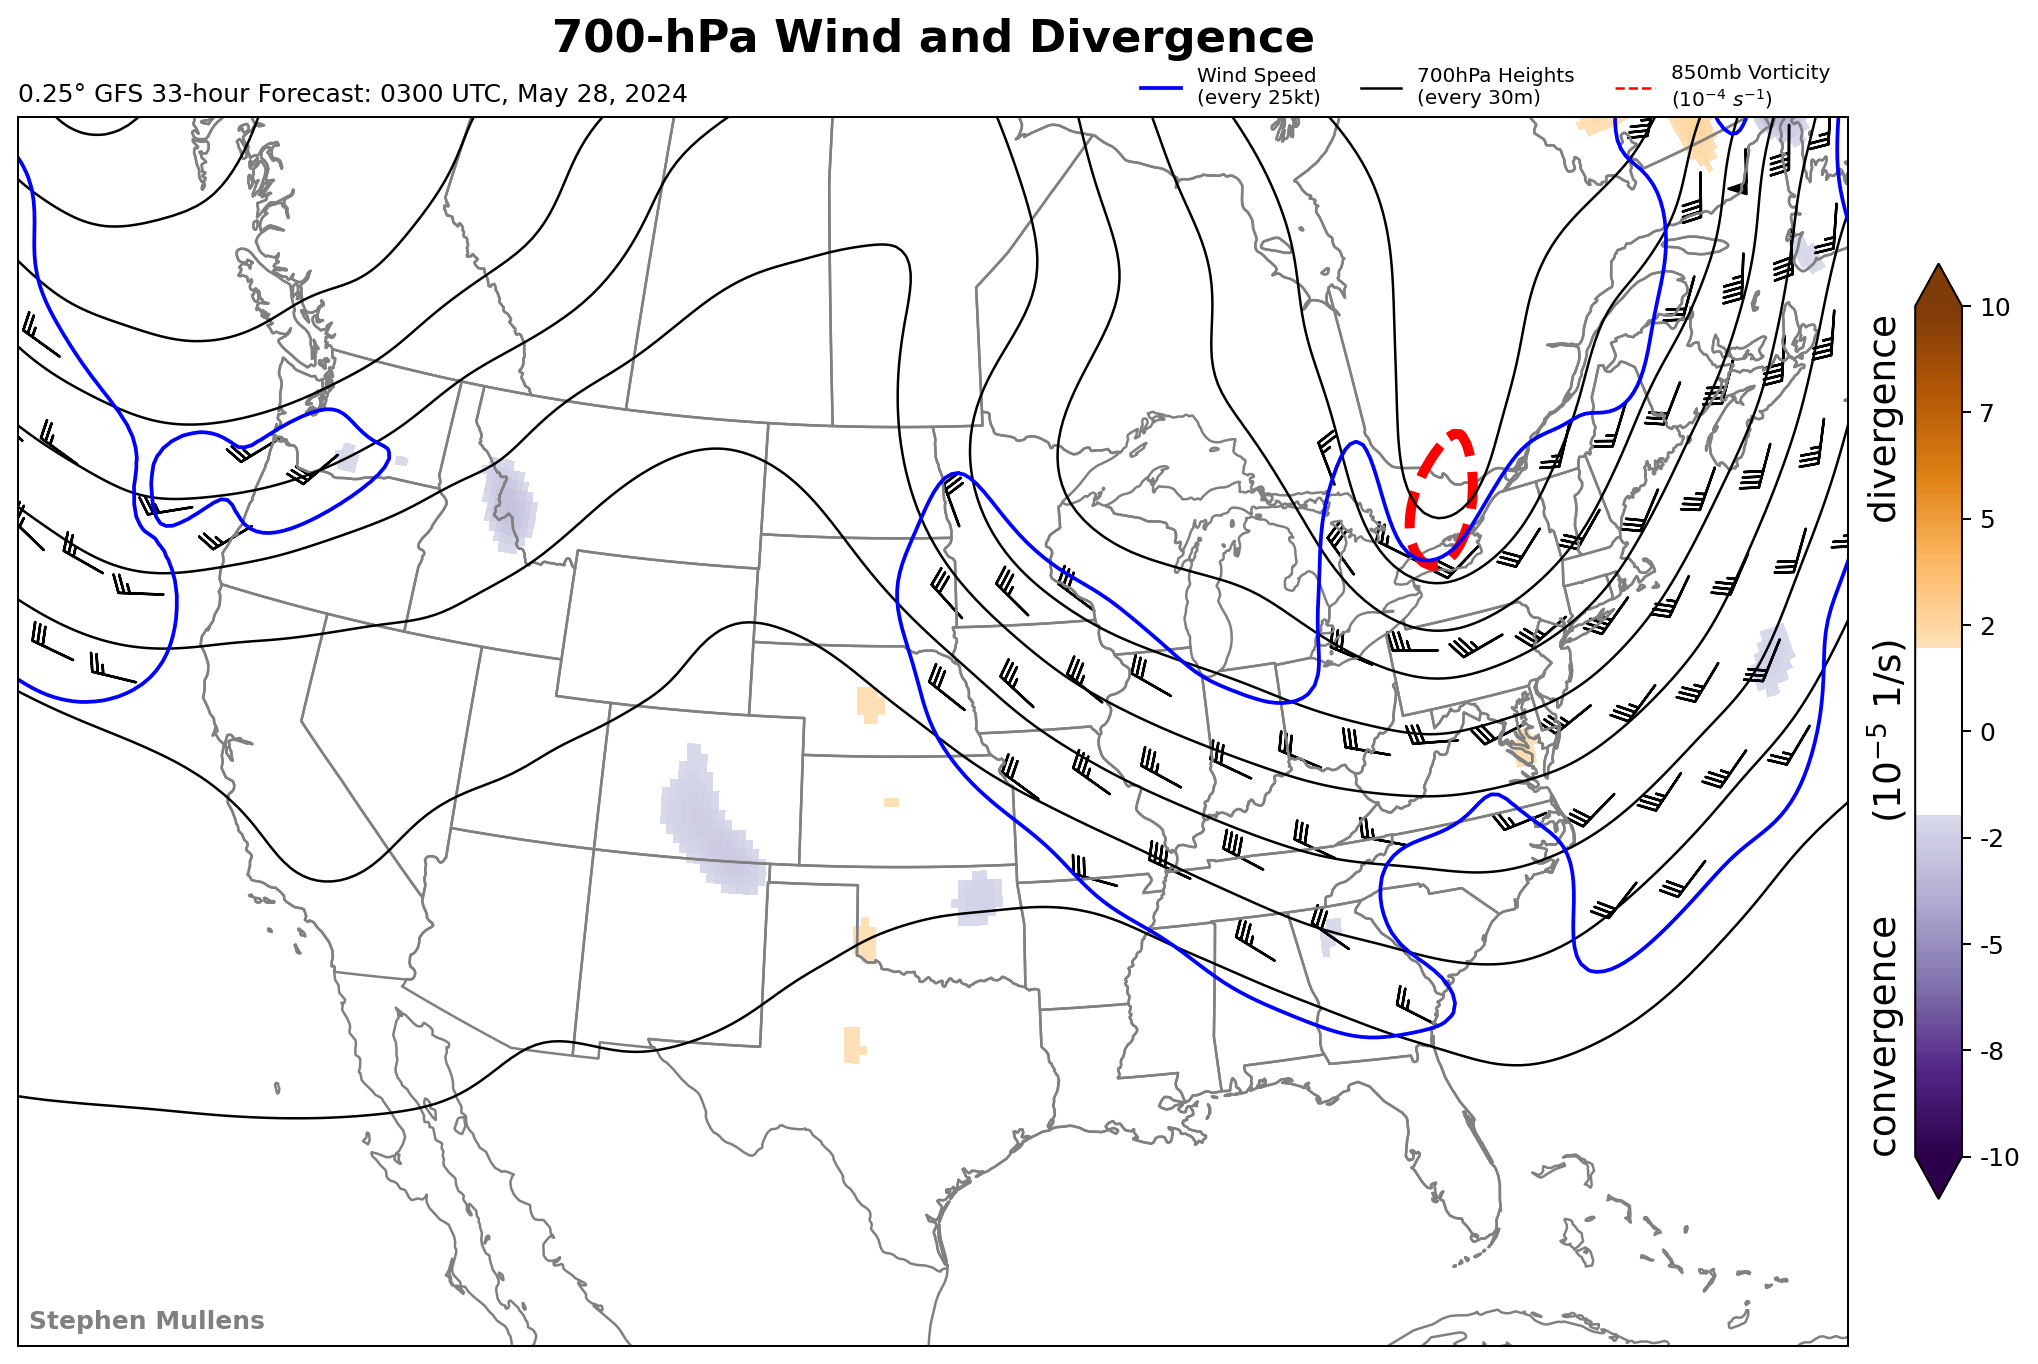 700-hPa Wind and Divergence
0.25° GFS 33-hour Forecast: 0300 UTC, May 28, 2024
Wind Speed
(every 25kt)
700hPa Heights
(every 30m)
850mb Vorticity
(10⁻⁴ s⁻¹)
10
7
5
2
0
-2
-5
-8
-10
convergence (10⁻⁵ 1/s) divergence
Stephen Mullens